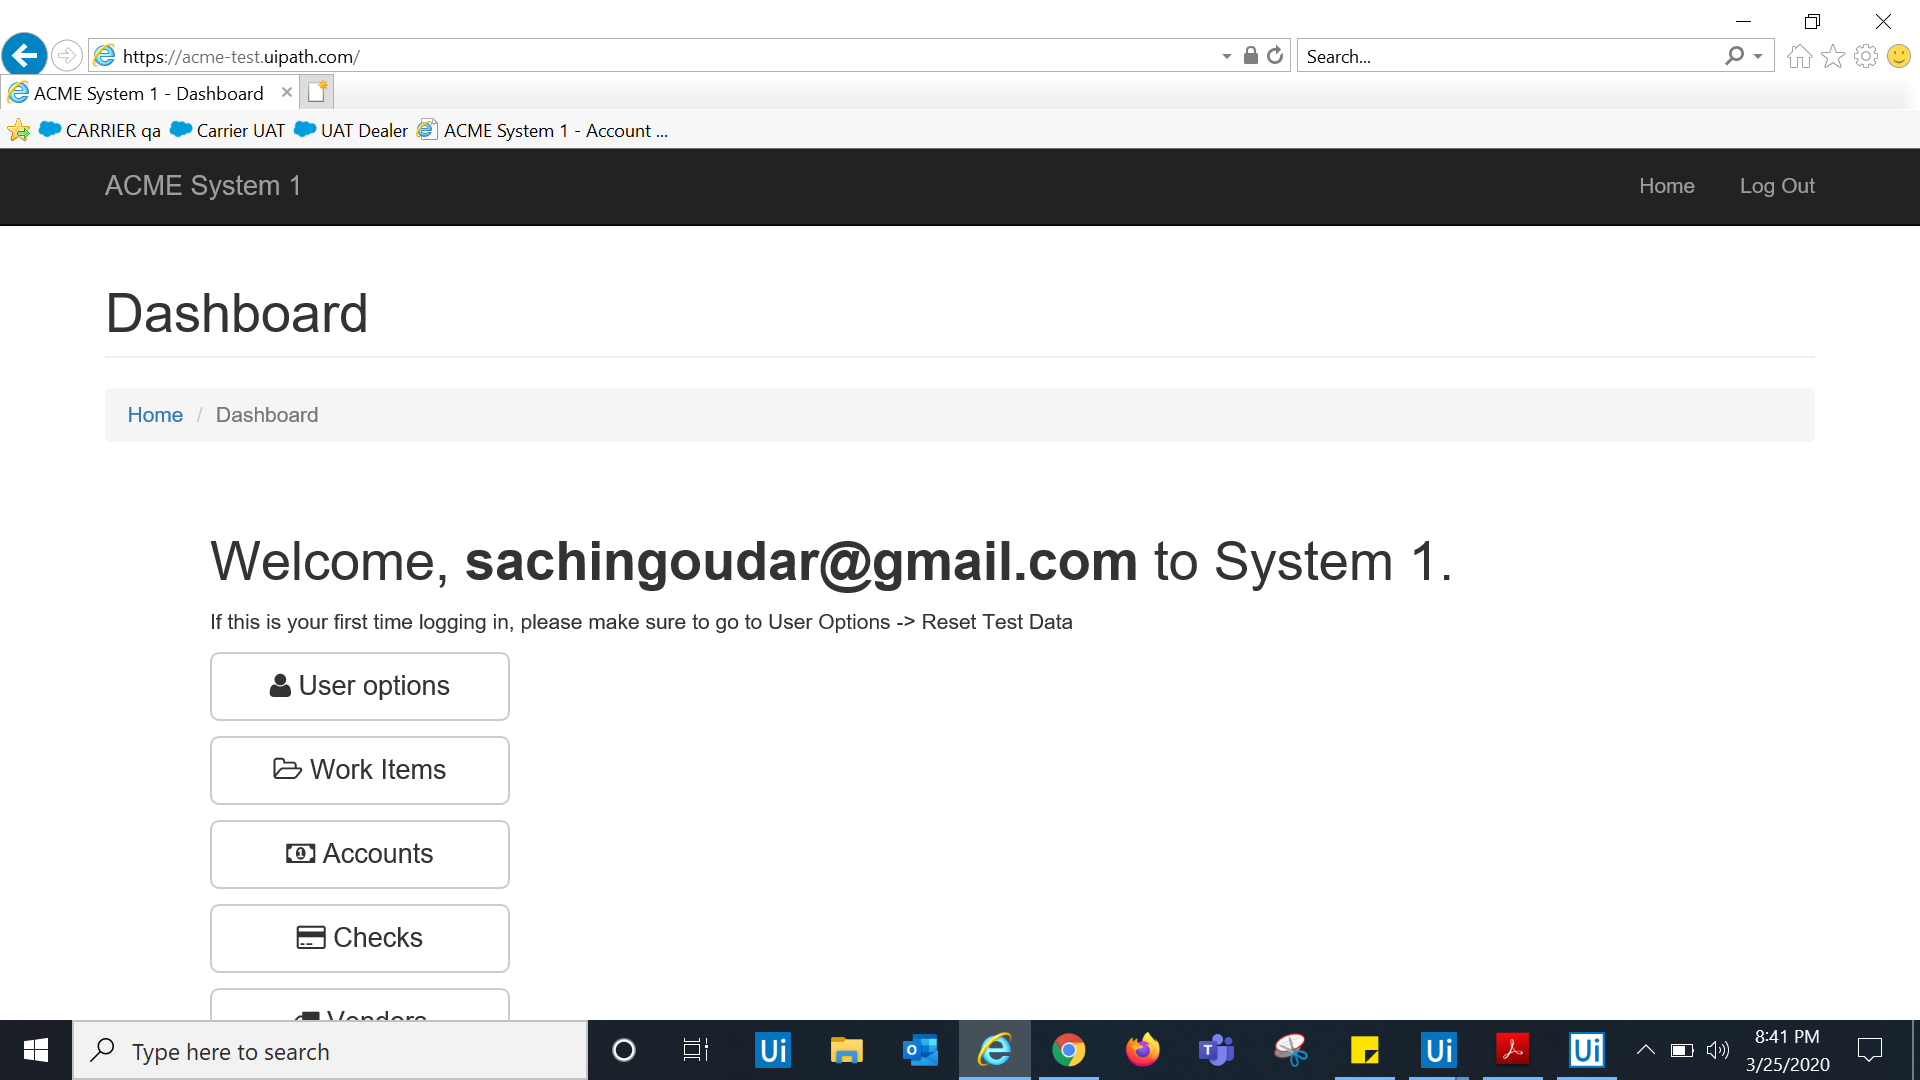 https://acme-test.uipath.com/
Search...
ACME System 1 - Dashboard
CARRIER qa
Carrier UAT
UAT Dealer
ACME System 1 - Account ...
ACME System 1
Home
Log Out
Dashboard
Home / Dashboard
Welcome, sachingoudar@gmail.com to System 1.
If this is your first time logging in, please make sure to go to User Options -> Reset Test Data
User options
Work Items
Accounts
Checks
Vendors
Type here to search
Ui
Ui
Ui
8:41 PM
3/25/2020